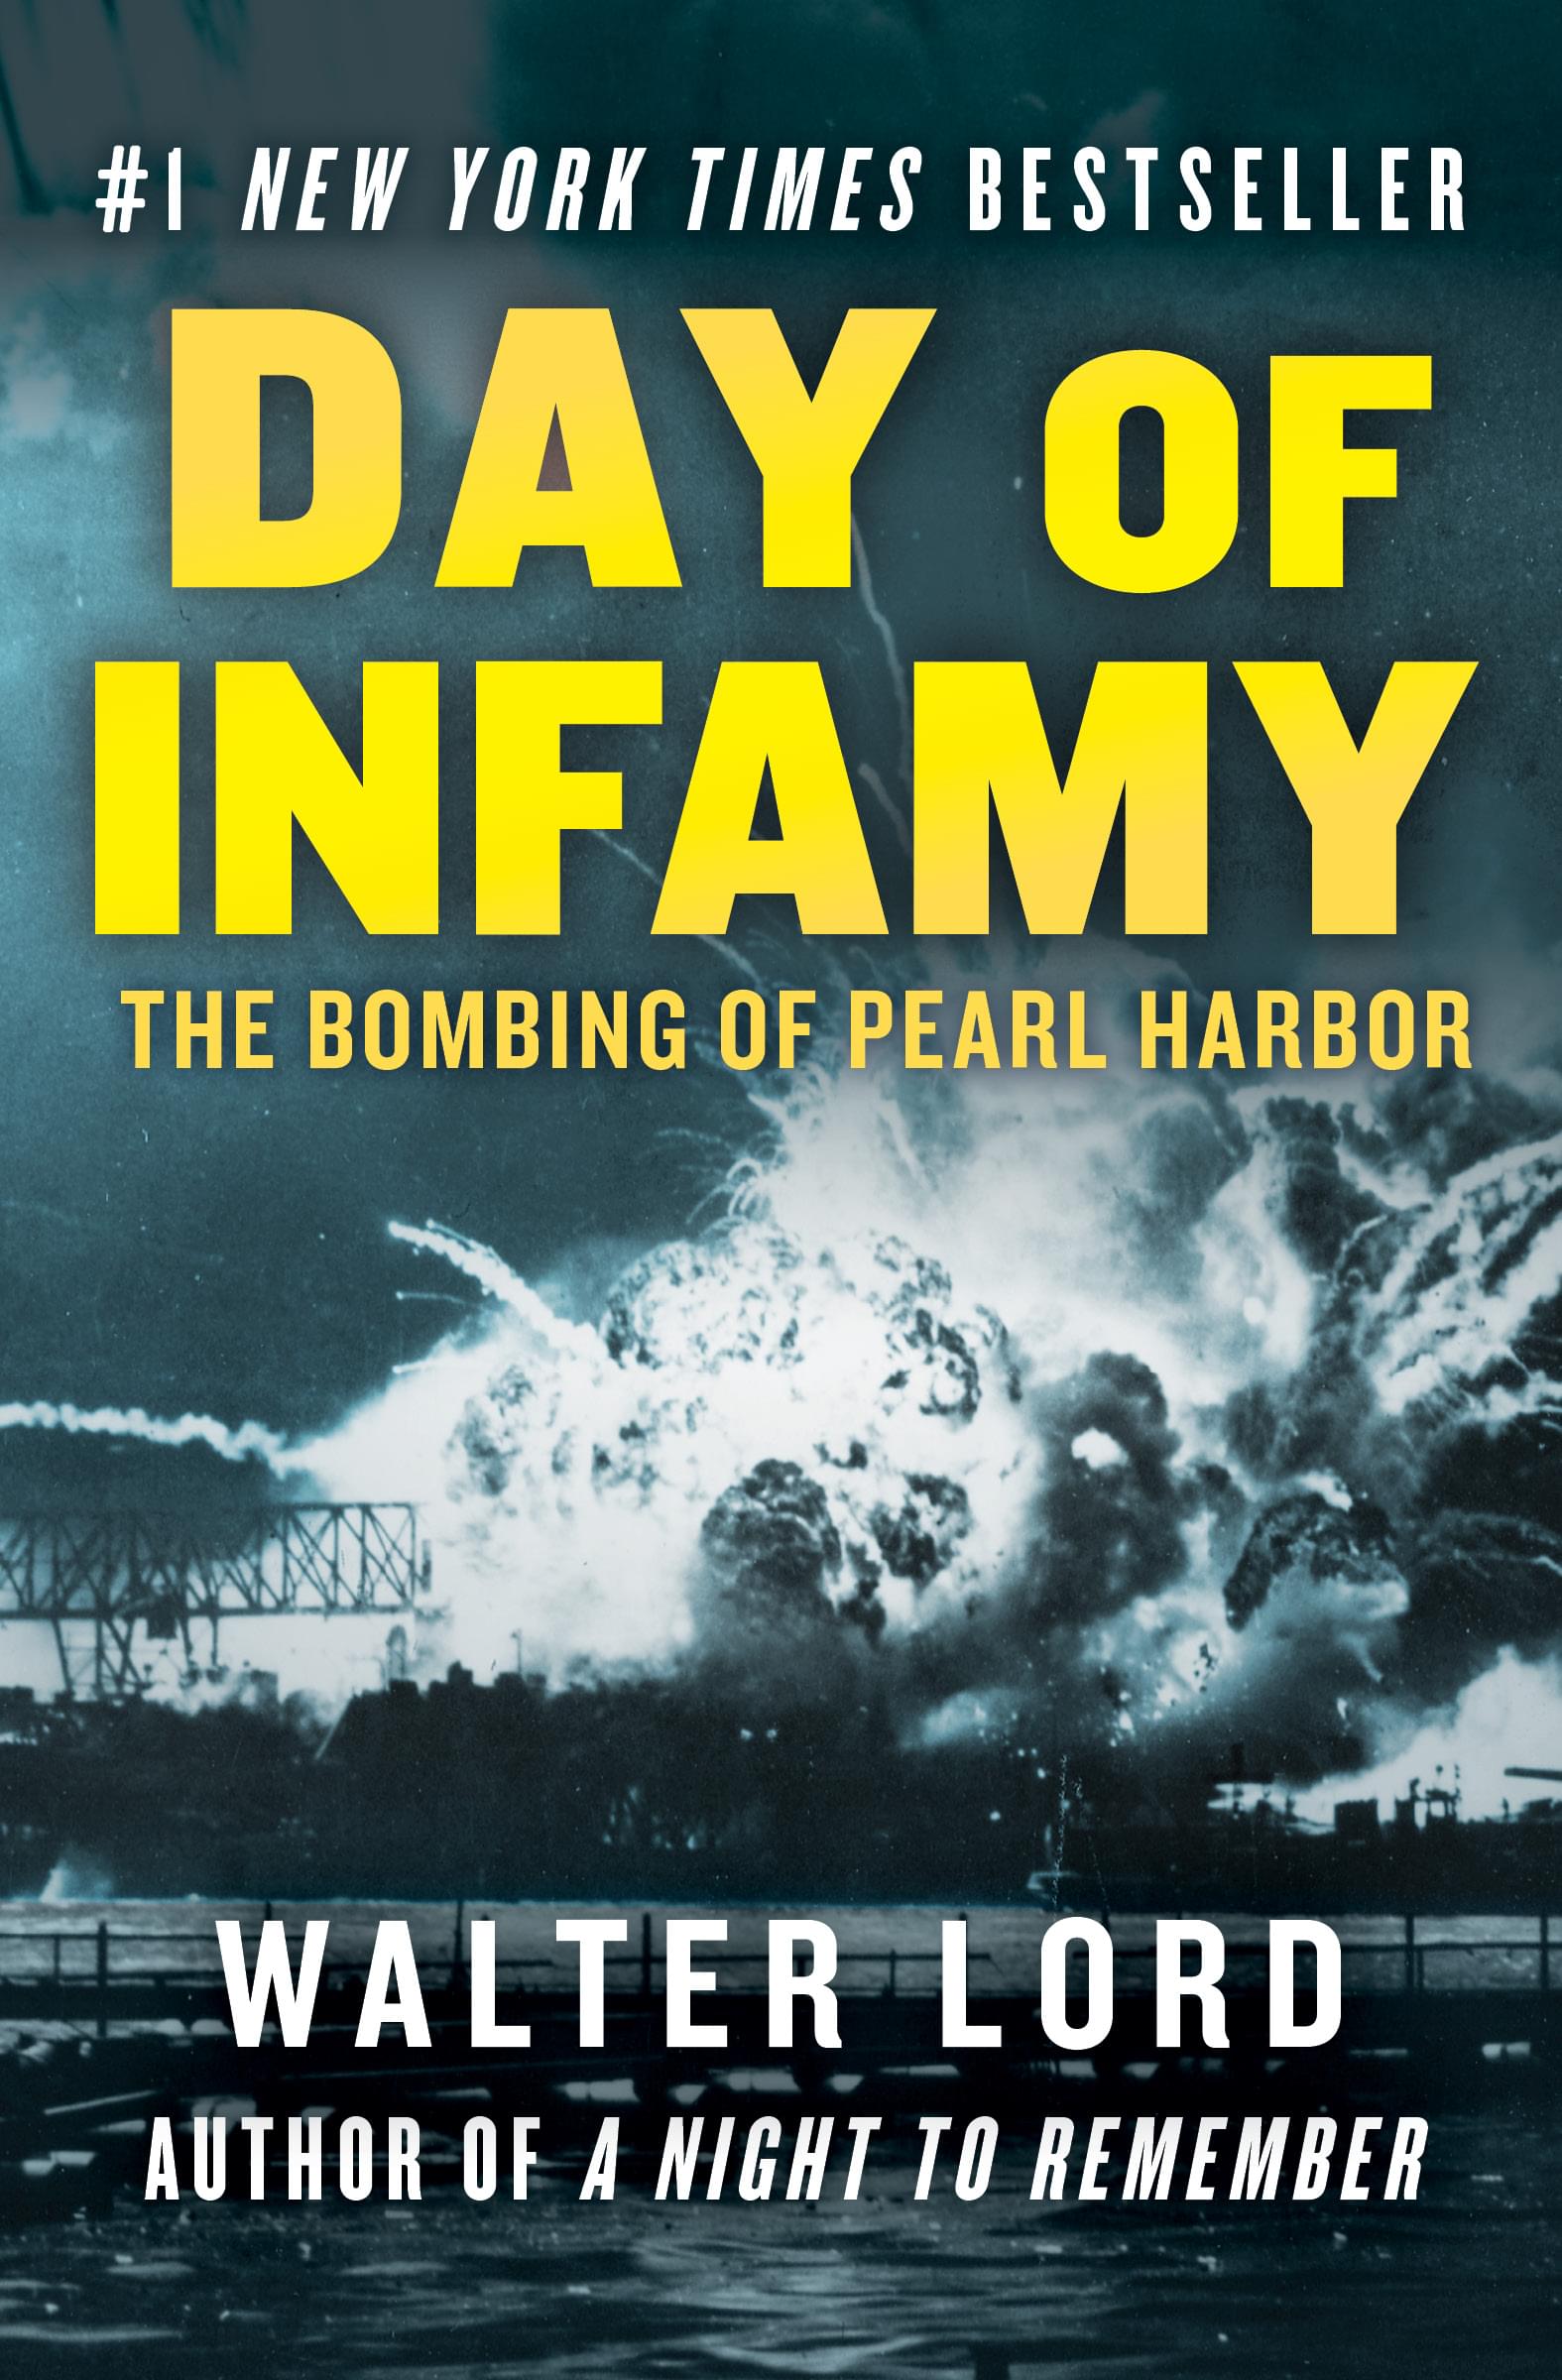 #1 NEW YORK TIMES BESTSELLER
DAY OF
INFAMY
THE BOMBING OF PEARL HARBOR
WALTER LORD
AUTHOR OF A NIGHT TO REMEMBER